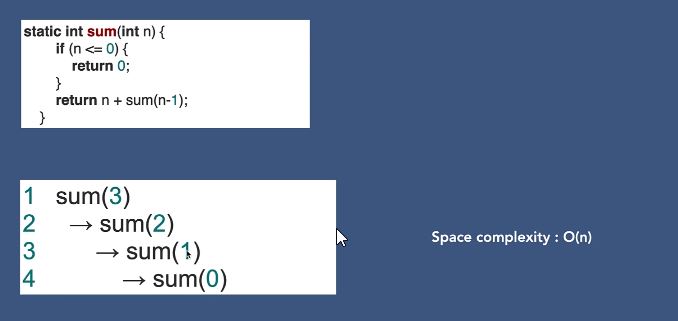 static int sum(int n) {
if (n <= 0) {
return 0;
}
return n + sum(n-1);
}
1 sum(3)
2 → sum(2)
3 → sum(1)
4 → sum(0)
Space complexity : O(n)